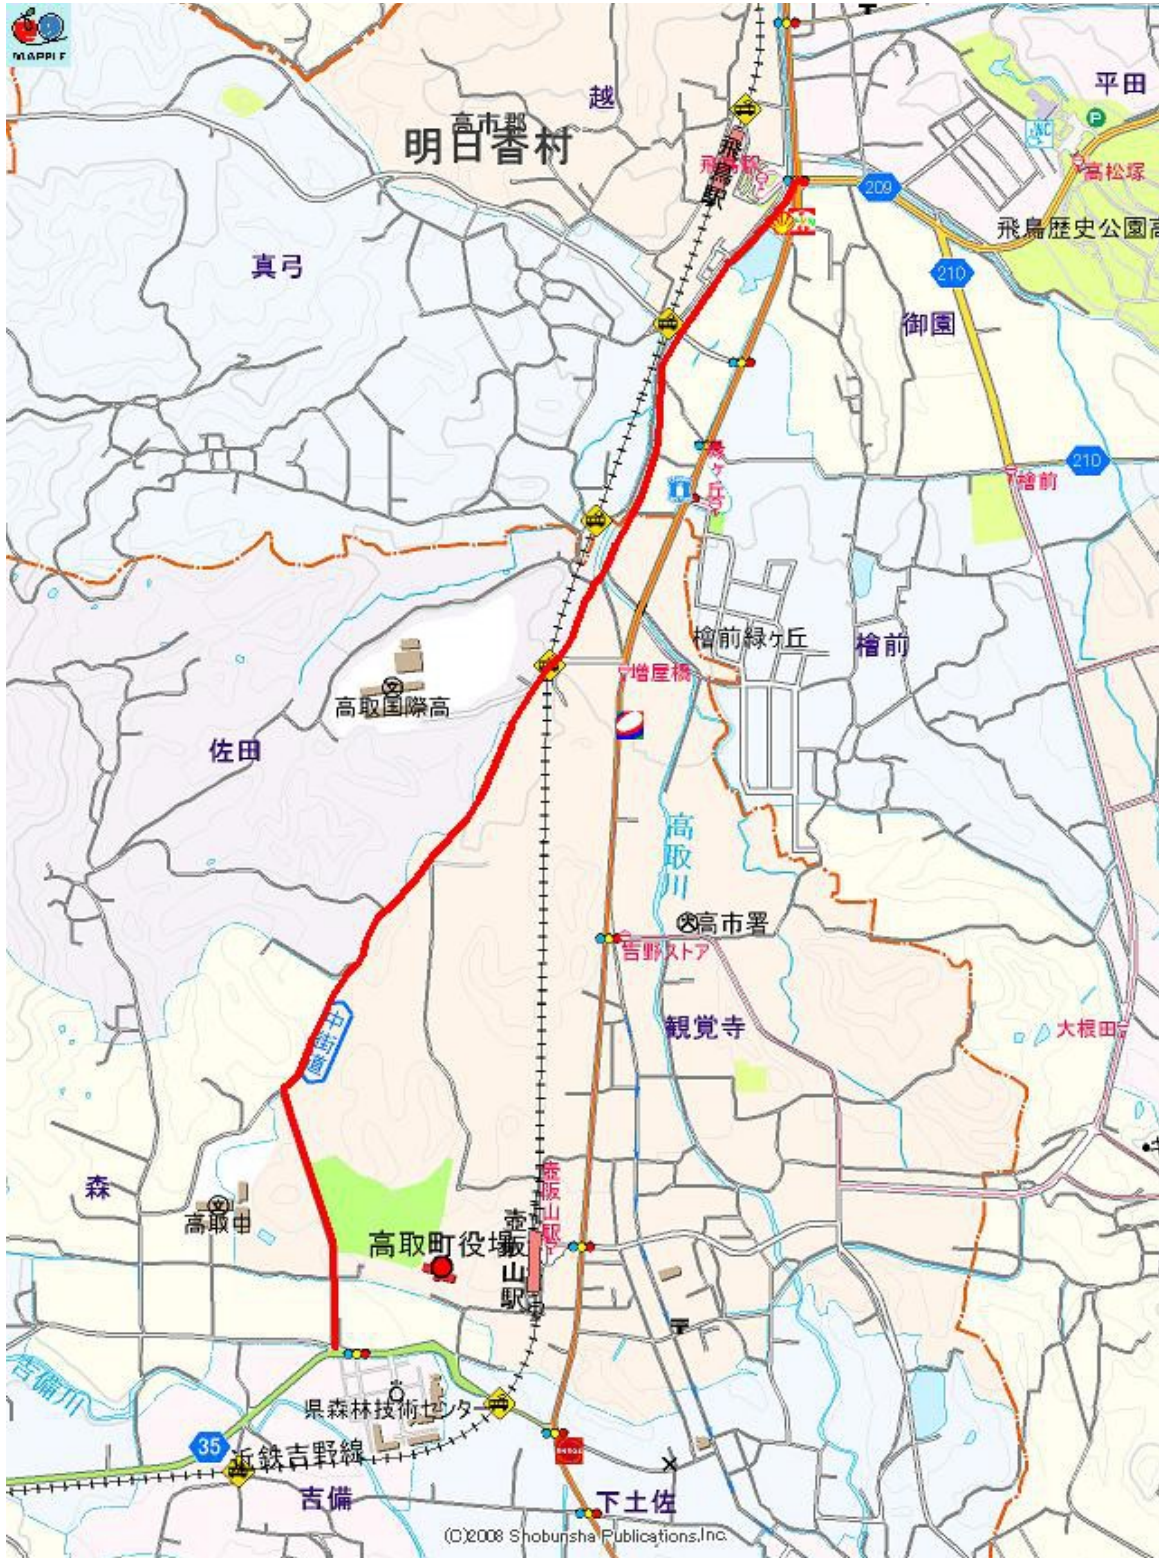 MAPPLE
越
平田
P
高市郡
明日香村
飛鳥駅
飛鳥駅
高松塚
209
飛鳥歴史公園高
真弓
210
御園
210
檜前
檜前緑ヶ丘
檜前
増屋橋
高取国際高
佐田
高取川
高市署
吉野ストア
観覚寺
大根田
中街道
森
高取中
壺阪山駅
高取町役場
壺阪山駅
吉備川
県森林技術センター
35
近鉄吉野線
吉備
下土佐
(C)2008 Shobunsha Publications,Inc.